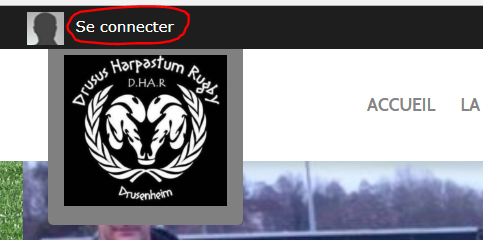 Se connecter
Drusus Harpastum Rugby
D.HA.R
ACCUEIL LA
Drusenheim